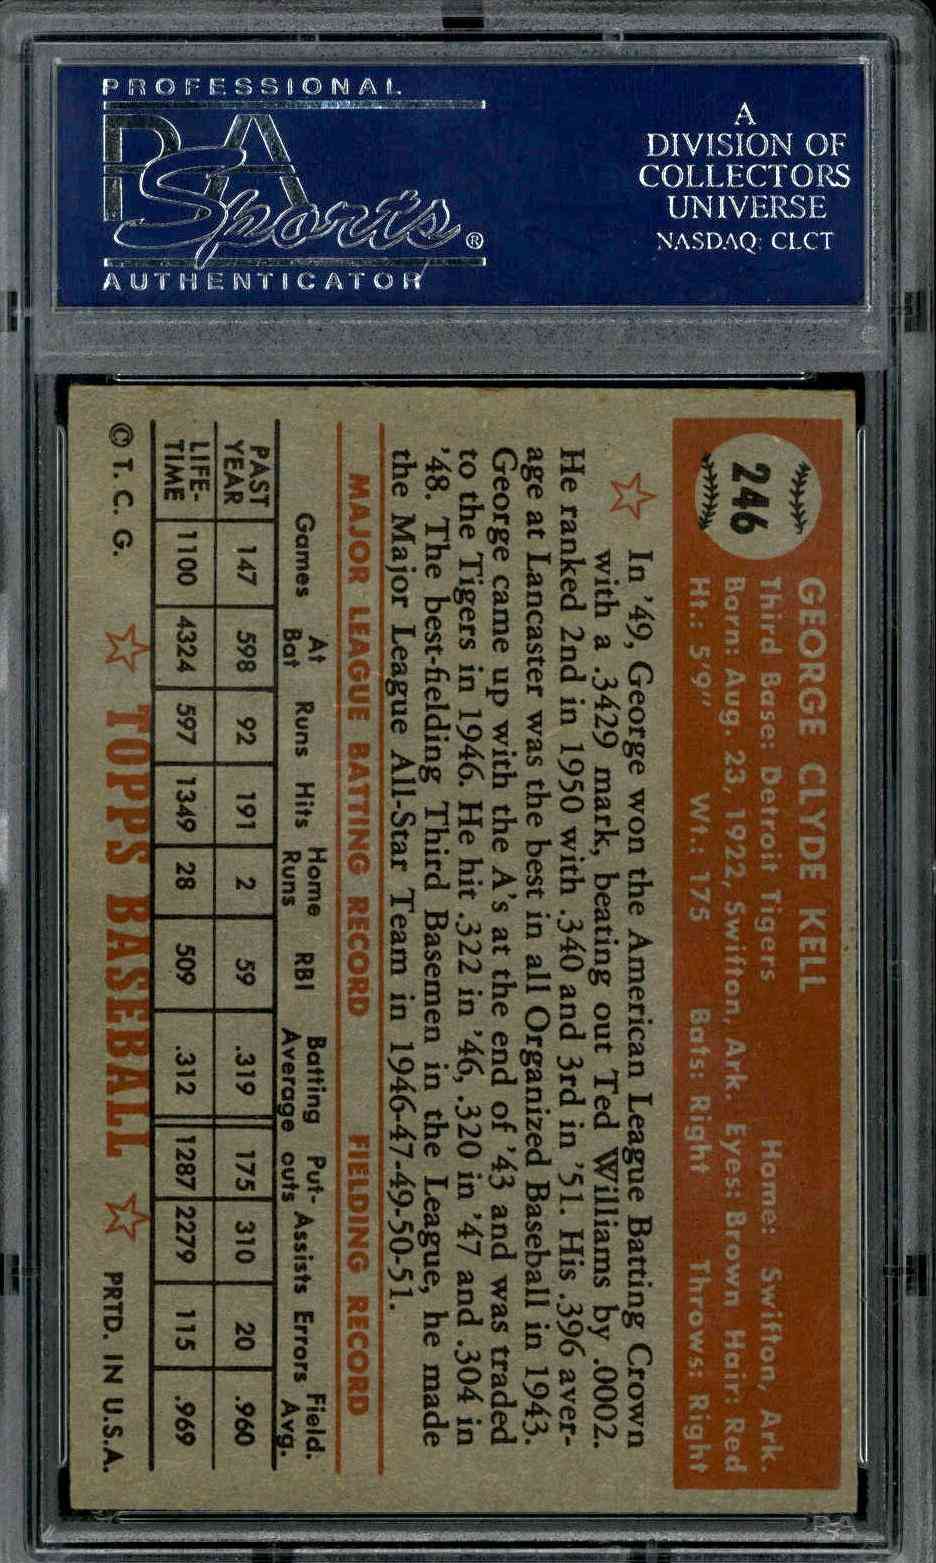 PROFESSIONAL
PSA
Sports®
AUTHENTICATOR
A
DIVISION OF
COLLECTORS
UNIVERSE
NASDAQ: CLCT
246
GEORGE CLYDE KELL
Third Base: Detroit Tigers Home: Swifton, Ark.
Born: Aug. 23, 1922, Swifton, Ark. Eyes: Brown Hair: Red
Ht.: 5'9" Wt.: 175 Bats: Right Throws: Right
In '49, George won the American League Batting Crown
with a .3429 mark, beating out Ted Williams by .0002.
He ranked 2nd in 1950 with .340 and 3rd in '51. His .396 aver-
age at Lancaster was the best in all Organized Baseball in 1943.
George came up with the A's at the end of '43 and was traded
to the Tigers in 1946. He hit .322 in '46, .320 in '47 and .304 in
'48. The best-fielding Third Basemen in the League, he made
the Major League All-Star Team in 1946-47-49-50-51.
MAJOR LEAGUE BATTING RECORD FIELDING RECORD
Games At Bat Runs Hits Home Runs RBI Batting Average Put-outs Assists Errors Field. Avg.
PAST YEAR 147 598 92 191 2 59 .319 175 310 20 .960
LIFE-TIME 1100 4324 597 1349 28 509 .312 1287 2279 115 .969
© T. C. G. TOPPS BASEBALL PRTD. IN U.S.A.
PSA